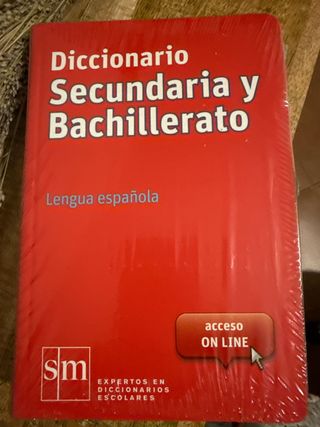 Diccionario
Secundaria y
Bachillerato
Lengua española
acceso
ON LINE
sm
EXPERTOS EN
DICCIONARIOS
ESCOLARES